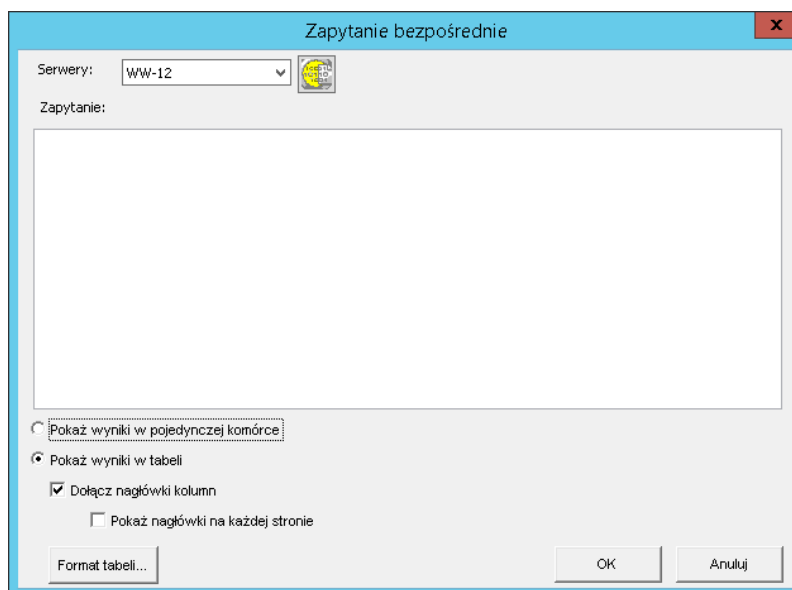 Zapytanie bezpośrednie
x
Serwery:
WW-12
Zapytanie:
Pokaż wyniki w pojedynczej komórce
Pokaż wyniki w tabeli
Dołącz nagłówki kolumn
Pokaż nagłówki na każdej stronie
Format tabeli...
OK
Anuluj